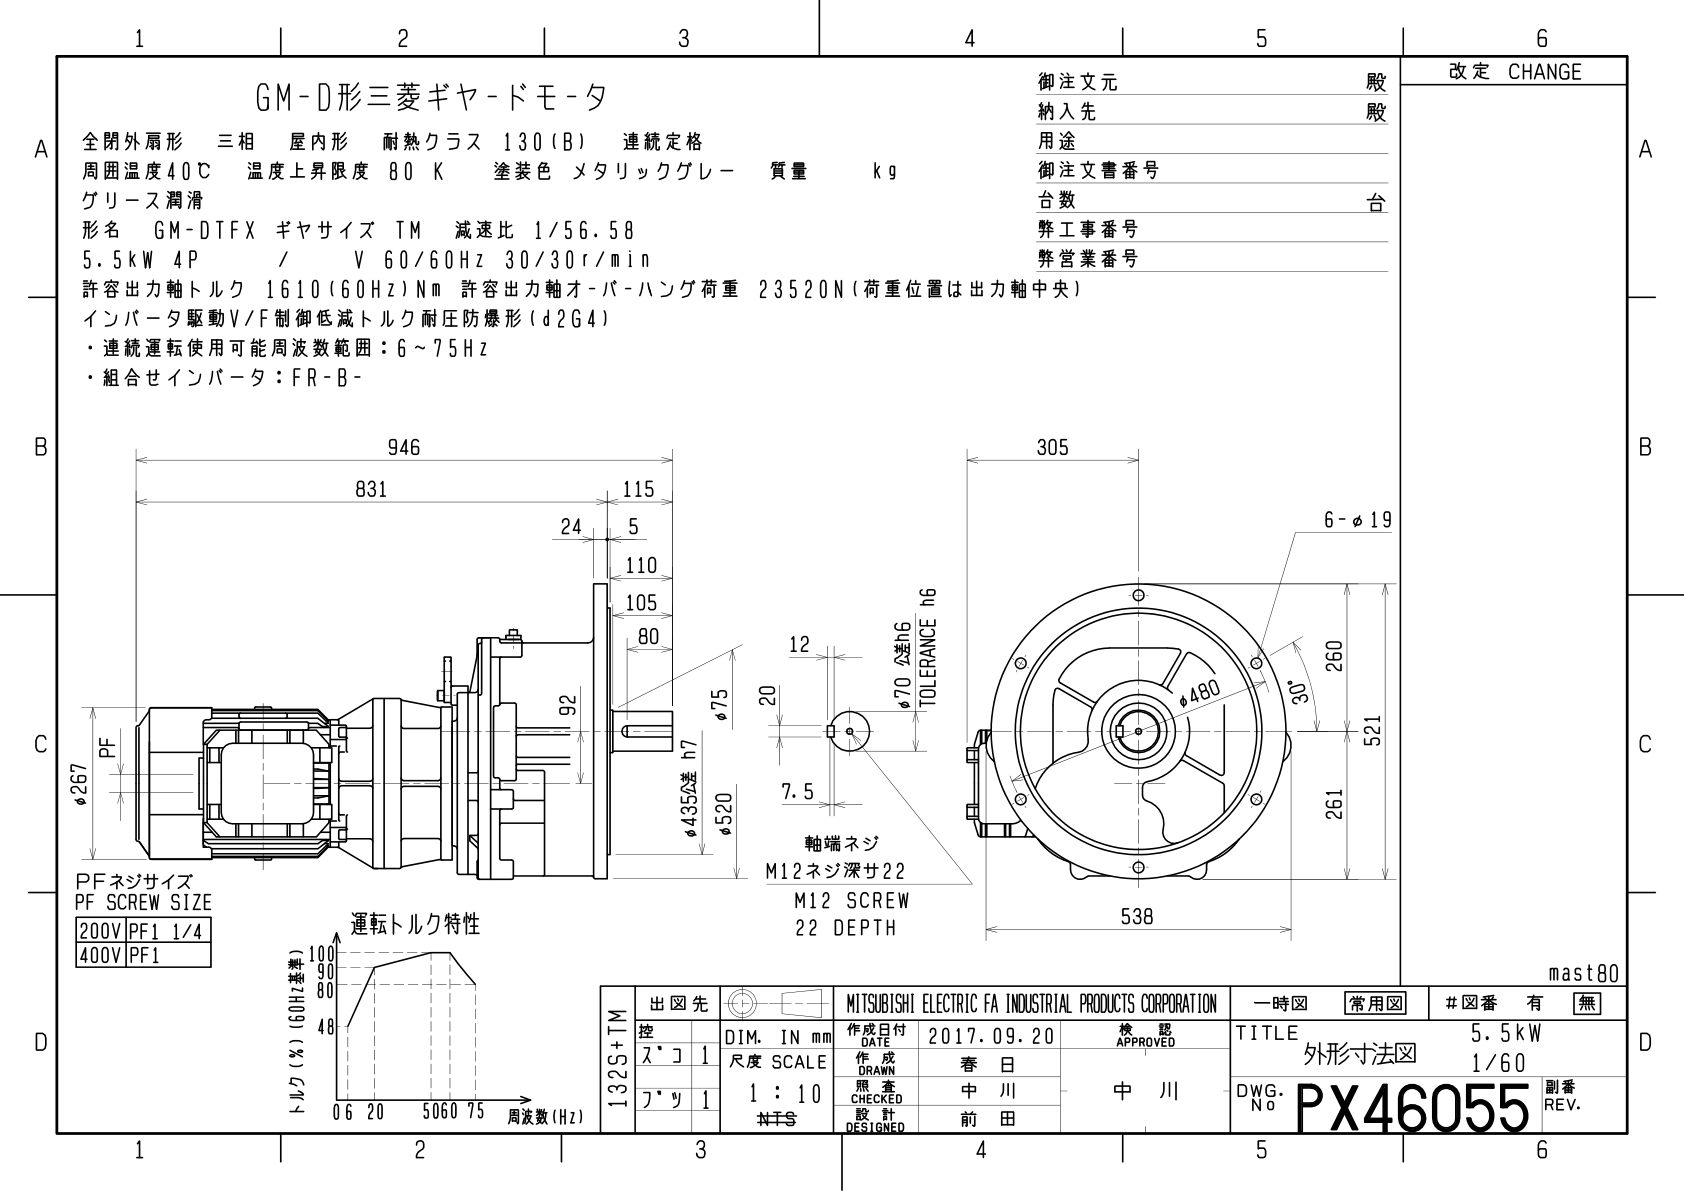 1 2 3 4 5 6
改定 CHANGE
A
B
C
D
GM-D形三菱ギヤードモータ
全閉外扇形 三相 屋内形 耐熱クラス 130(B) 連続定格
周囲温度40℃ 温度上昇限度 80 K 塗装色 メタリックグレー 質量 kg
グリース潤滑
形名 GM-DTFX ギヤサイズ TM 減速比 1/56.58
5.5kW 4P / V 60/60Hz 30/30r/min
許容出力軸トルク 1610(60Hz)Nm 許容出力軸オーバーハング荷重 23520N(荷重位置は出力軸中央)
インバータ駆動V/F制御低減トルク耐圧防爆形(d2G4)
・連続運転使用可能周波数範囲：6～75Hz
・組合せインバータ：FR-B-
御注文元 殿
納入先 殿
用途
御注文書番号
台数 台
弊工事番号
弊営業番号
A
B
C
D
946
831 115
24 5
110
105
80
92
φ75
φ435公差 h7
φ520
φ267
PF
PFネジサイズ
PF SCREW SIZE
200V PF1 1/4
400V PF1
12
20
7.5
φ70 公差h6
TOLERANCE h6
軸端ネジ
M12ネジ深サ22
M12 SCREW
22 DEPTH
305
6-φ19
φ480
30°
260
521
261
538
運転トルク特性
トルク(%)(60Hz基準)
100
90
80
48
0 6 20 50 60 75
周波数(Hz)
mast80
132S+TM
出図先
控
ズコ 1
ブツ 1
DIM. IN mm
尺度 SCALE
1 : 10
NTS
MITSUBISHI ELECTRIC FA INDUSTRIAL PRODUCTS CORPORATION
作成日付 DATE 2017.09.20
検認 APPROVED
作成 DRAWN 春日
照査 CHECKED 中川
中川
設計 DESIGNED 前田
一時図 常用図 #図番 有 無
TITLE 5.5kW
外形寸法図 1/60
DWG. No PX46055
副番 REV.
1 2 3 4 5 6